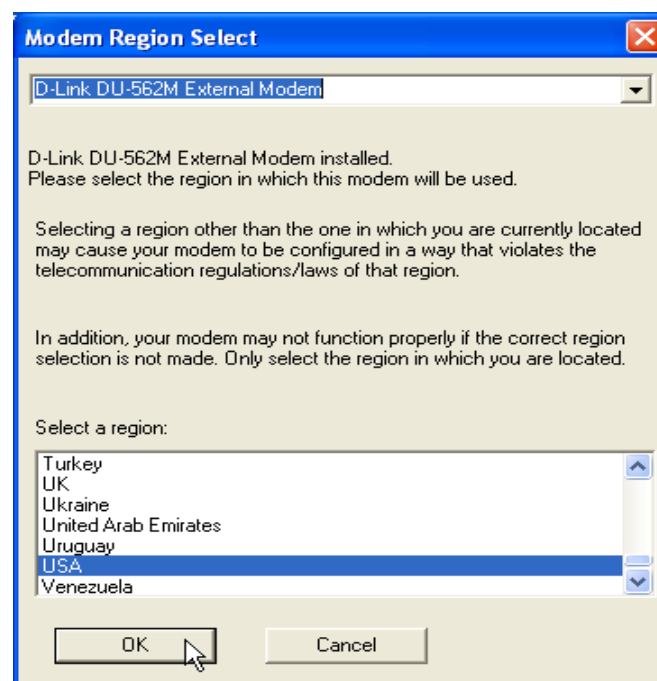 Modem Region Select
D-Link DU-562M External Modem
D-Link DU-562M External Modem installed.
Please select the region in which this modem will be used.
Selecting a region other than the one in which you are currently located
may cause your modem to be configured in a way that violates the
telecommunication regulations/laws of that region.
In addition, your modem may not function properly if the correct region
selection is not made. Only select the region in which you are located.
Select a region:
Turkey
UK
Ukraine
United Arab Emirates
Uruguay
USA
Venezuela
OK
Cancel